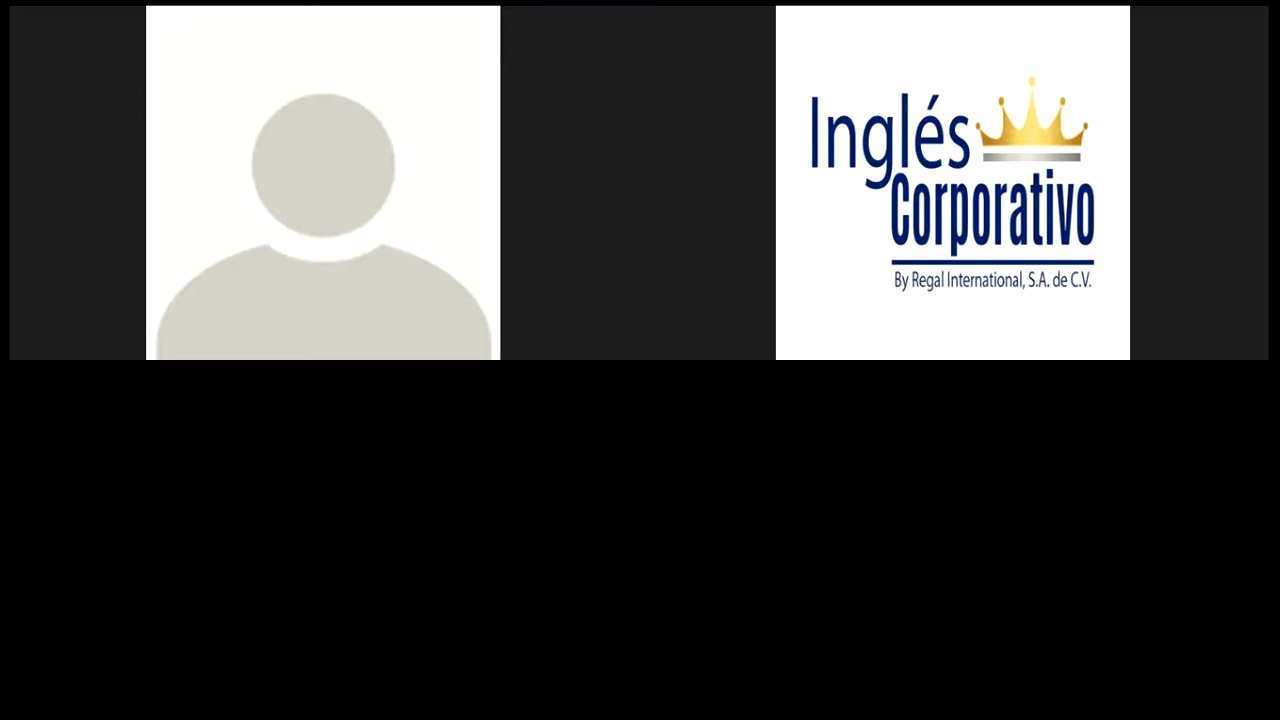 Inglés
Corporativo
By Regal International, S.A. de C.V.